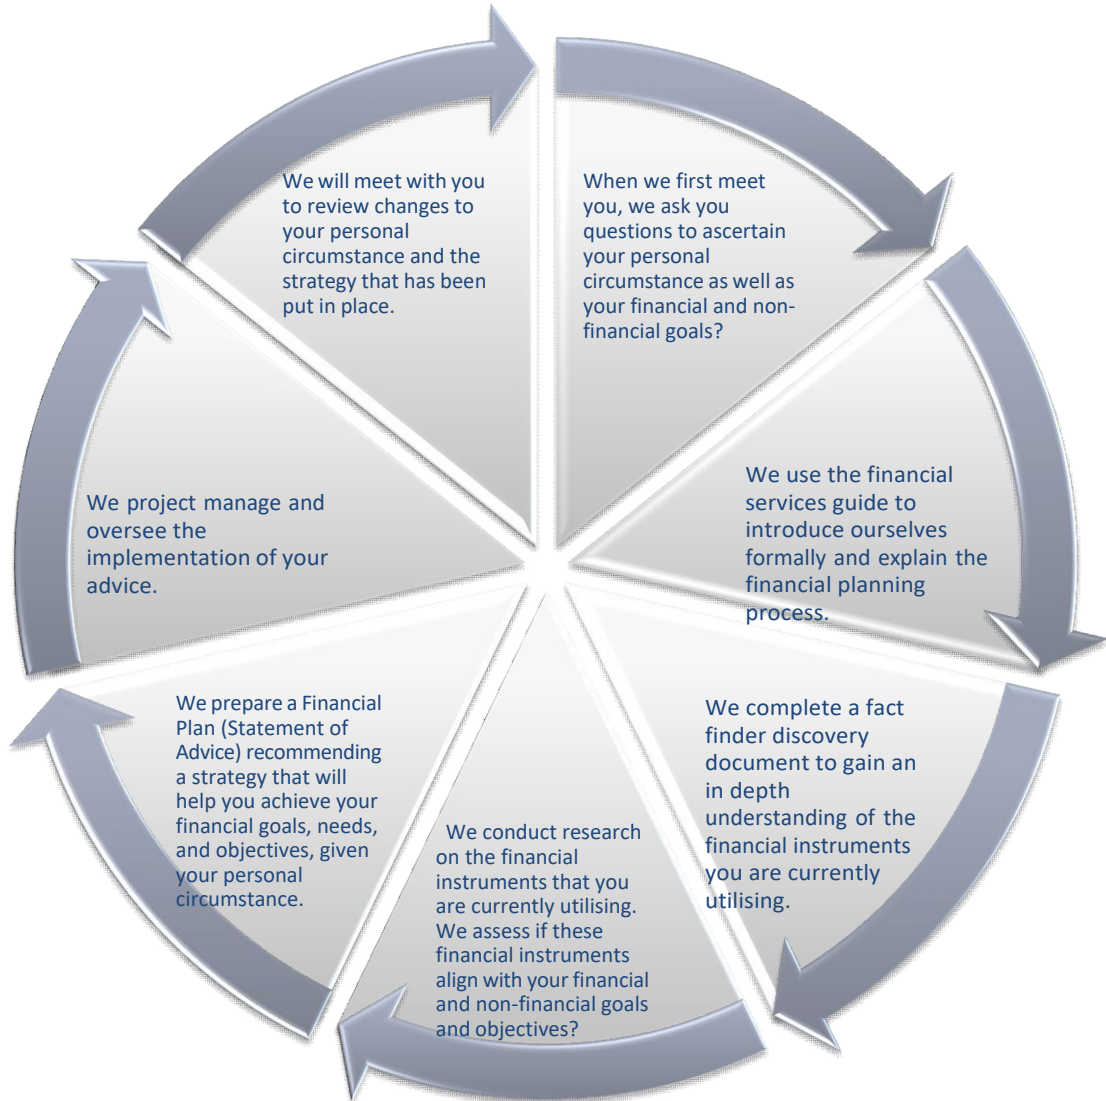 When we first meet
you, we ask you
questions to ascertain
your personal
circumstance as well as
your financial and non-
financial goals?
We use the financial
services guide to
introduce ourselves
formally and explain the
financial planning
process.
We complete a fact
finder discovery
document to gain an
in depth
understanding of the
financial instruments
you are currently
utilising.
We conduct research
on the financial
instruments that you
are currently utilising.
We assess if these
financial instruments
align with your financial
and non-financial goals
and objectives?
We prepare a Financial
Plan (Statement of
Advice) recommending
a strategy that will
help you achieve your
financial goals, needs,
and objectives, given
your personal
circumstance.
We project manage and
oversee the
implementation of your
advice.
We will meet with you
to review changes to
your personal
circumstance and the
strategy that has been
put in place.